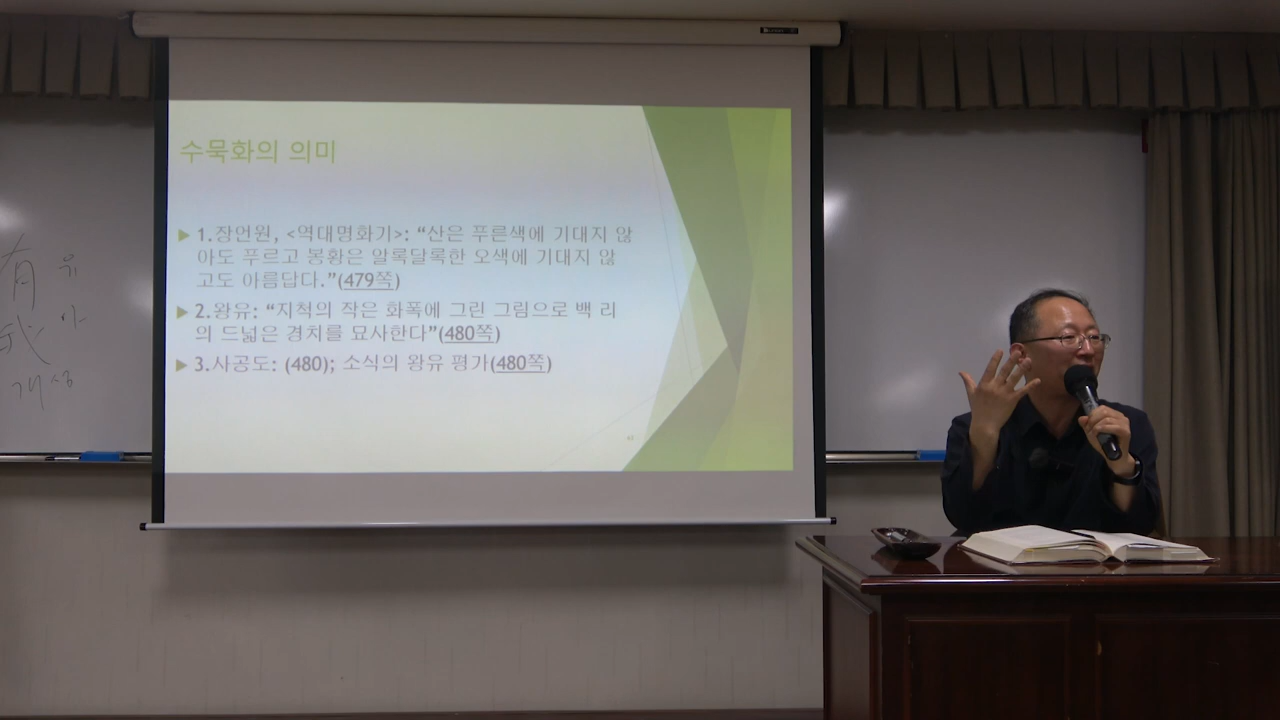 수묵화의 의미
1.장언원, <역대명화기>: “산은 푸른색에 기대지 않
아도 푸르고 봉황은 알록달록한 오색에 기대지 않
고도 아름답다.”(479쪽)
2.왕유: “지척의 작은 화폭에 그린 그림으로 백 리
의 드넓은 경치를 묘사한다”(480쪽)
3.사공도: (480); 소식의 왕유 평가(480쪽)
有 유
아
개성